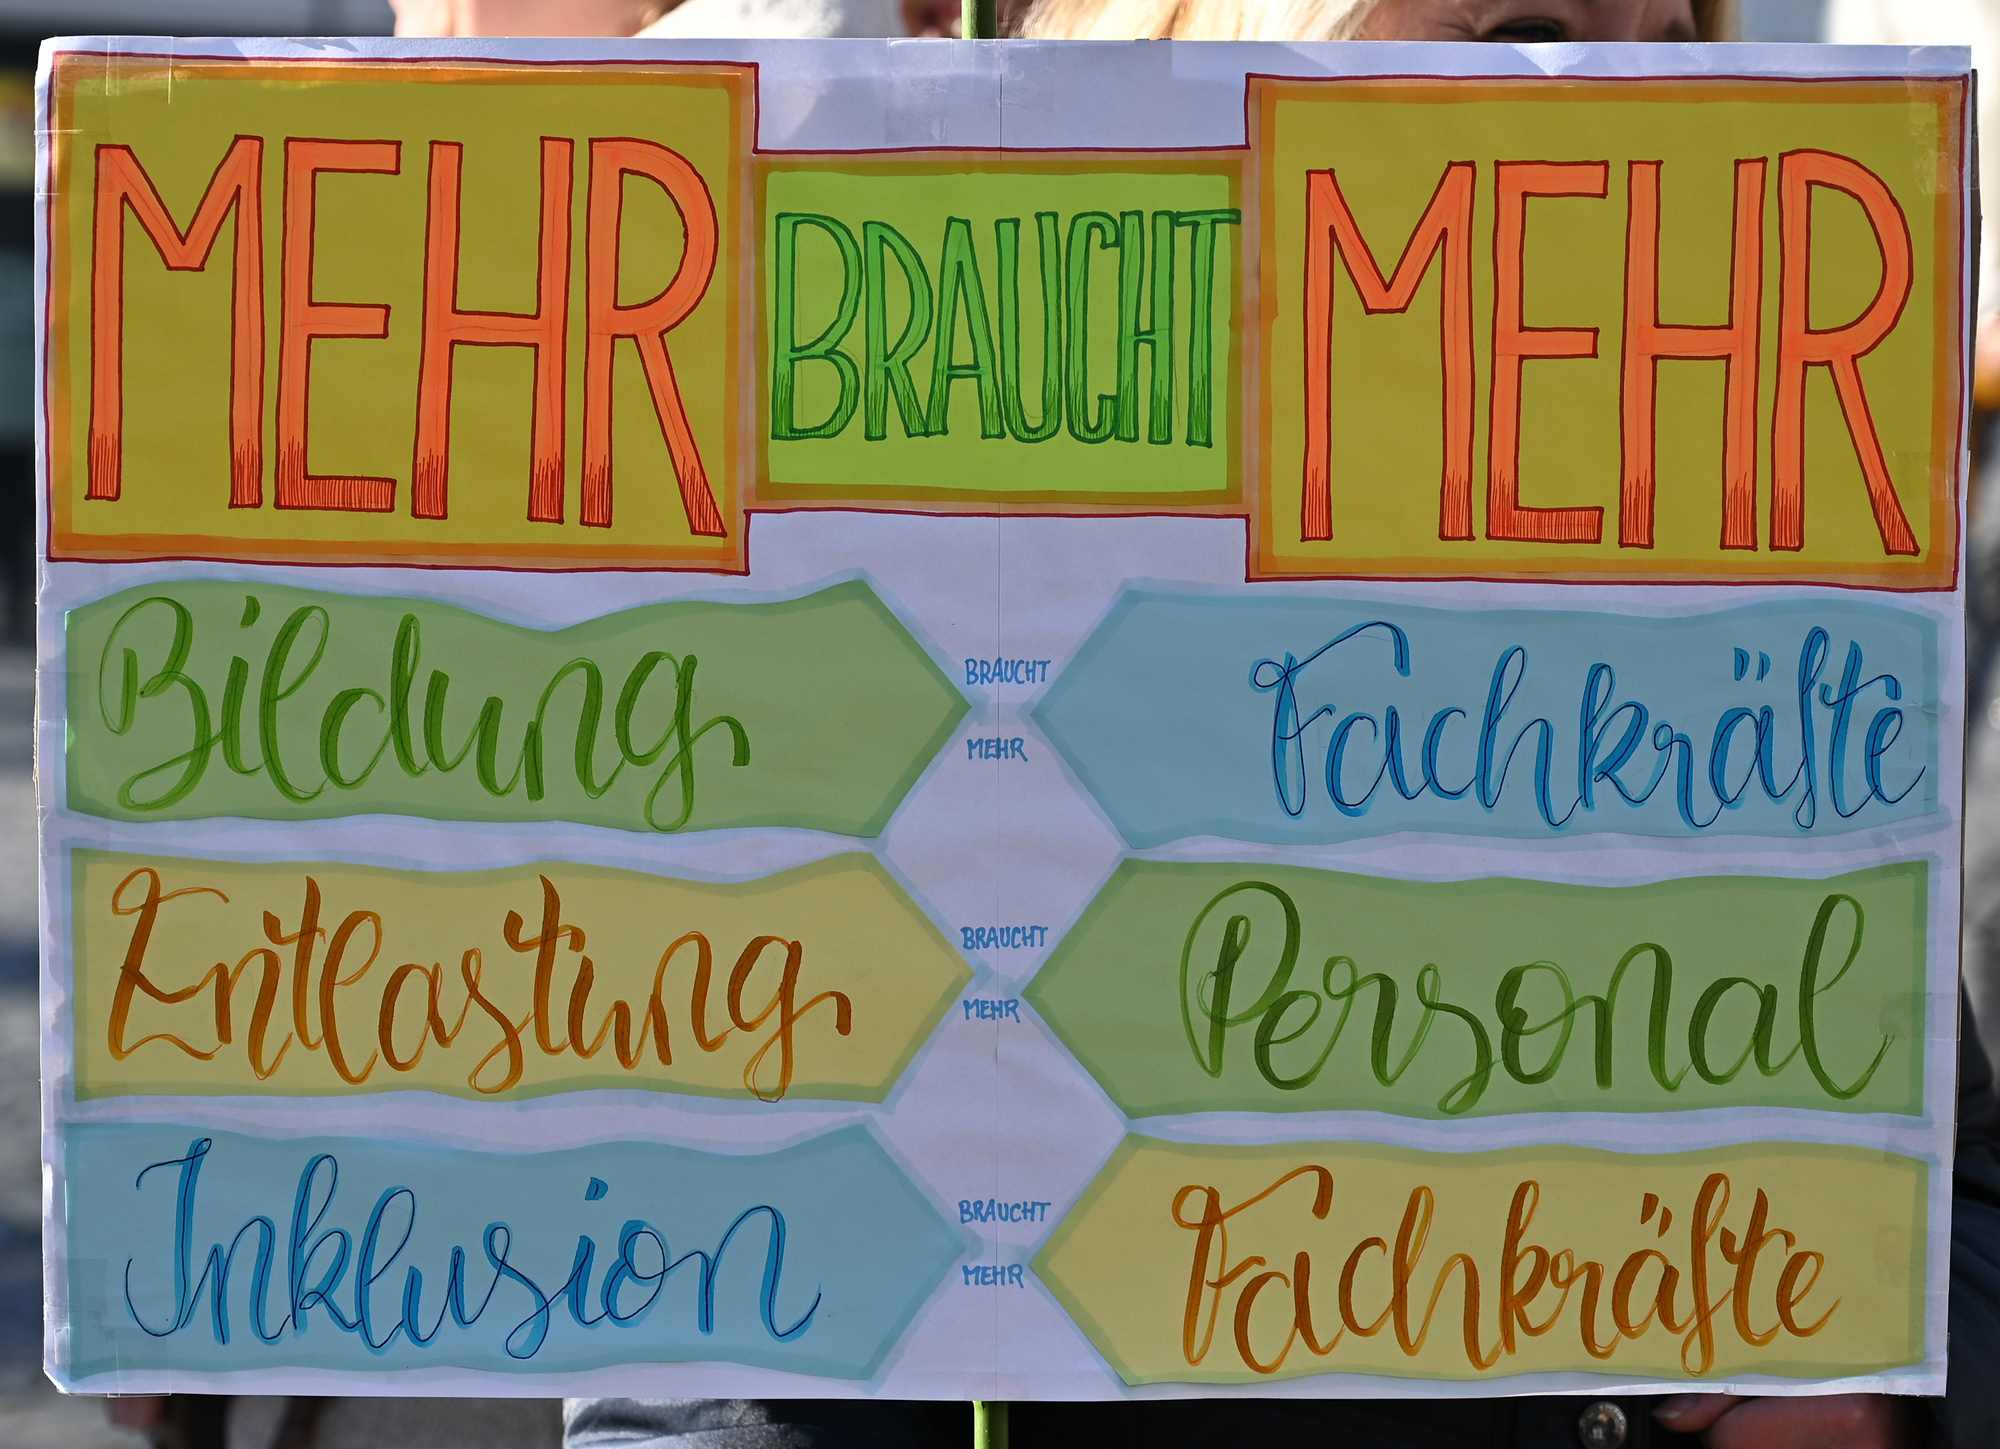 MEHR BRAUCHT MEHR
Bildung BRAUCHT MEHR Fachkräfte
Entlastung BRAUCHT MEHR Personal
Inklusion BRAUCHT MEHR Fachkräfte